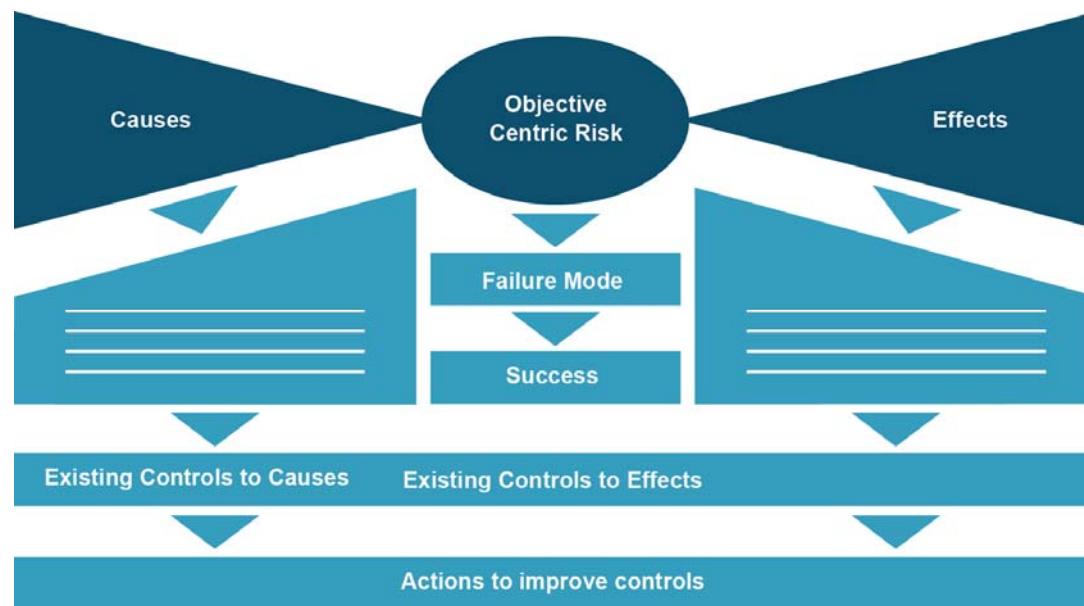 Causes
Objective
Centric Risk
Effects
Failure Mode
Success
Existing Controls to Causes
Existing Controls to Effects
Actions to improve controls